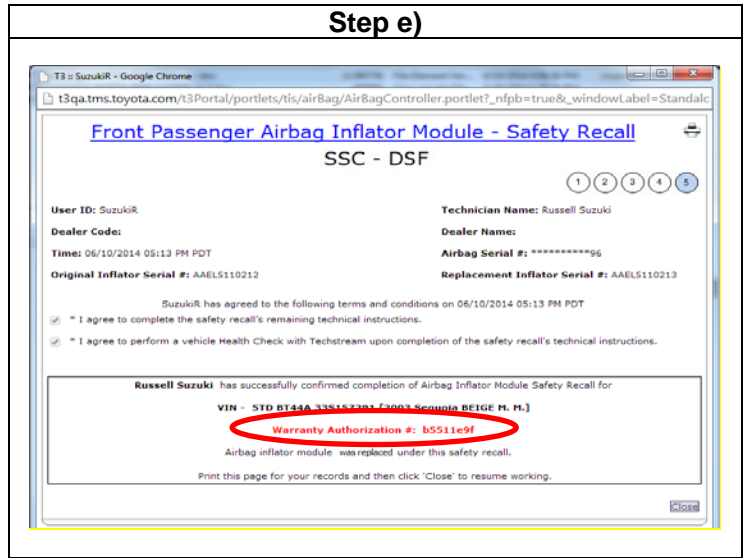 Step e)
T3 :: SuzukiR - Google Chrome
t3qa.tms.toyota.com/t3Portal/portlets/tis/airBag/AirBagController.portlet?_nfpb=true&_windowLabel=Standalc
Front Passenger Airbag Inflator Module - Safety Recall
SSC - DSF
1 2 3 4 5
User ID: SuzukiR Technician Name: Russell Suzuki
Dealer Code: Dealer Name:
Time: 06/10/2014 05:13 PM PDT Airbag Serial #: **********96
Original Inflator Serial #: AAELS110212 Replacement Inflator Serial #: AAELS110213
SuzukiR has agreed to the following terms and conditions on 06/10/2014 05:13 PM PDT
* I agree to complete the safety recall's remaining technical instructions.
* I agree to perform a vehicle Health Check with Techstream upon completion of the safety recall's technical instructions.
Russell Suzuki has successfully confirmed completion of Airbag Inflator Module Safety Recall for
VIN - 5TD BT44A 33S157291 [2003 Sequoia BEIGE M. M.]
Warranty Authorization #: b5511e9f
Airbag inflator module was replaced under this safety recall.
Print this page for your records and then click 'Close' to resume working.
Close